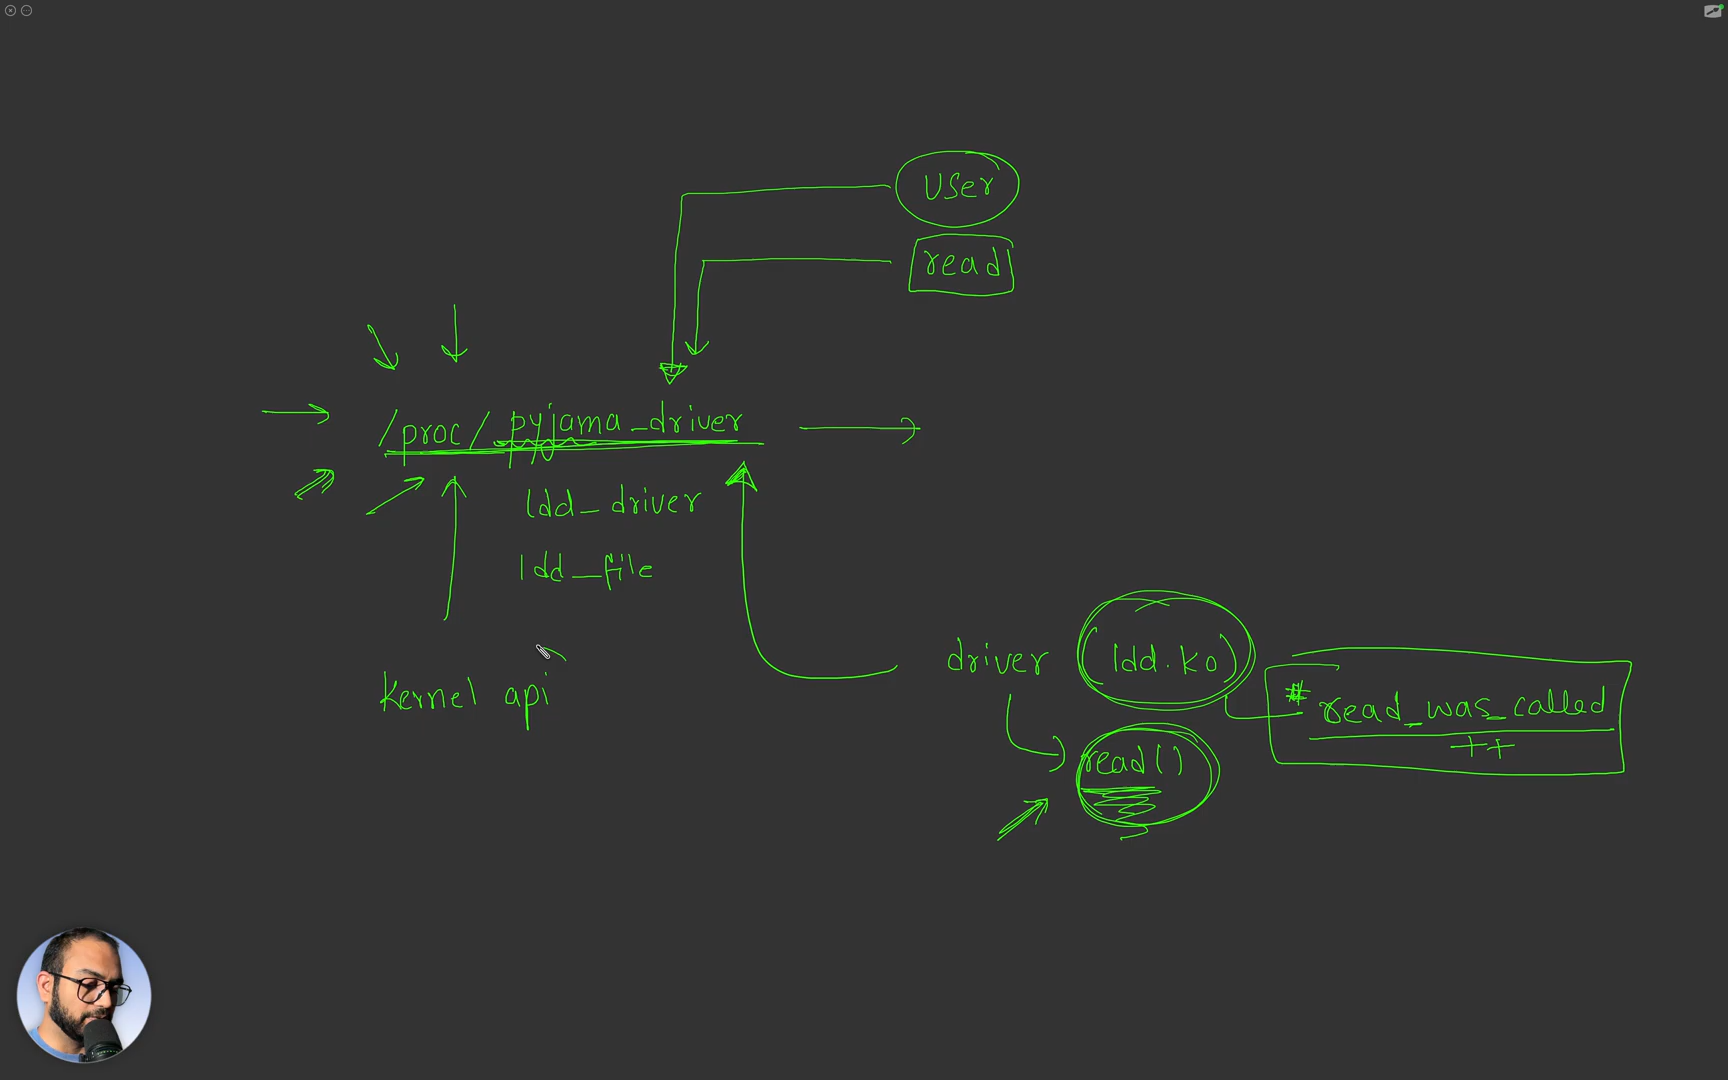 User
read
/proc/pyjama_driver
ldd_driver
ldd_file
driver (ldd.ko)
# read_was_called
++
Kernel api
read()